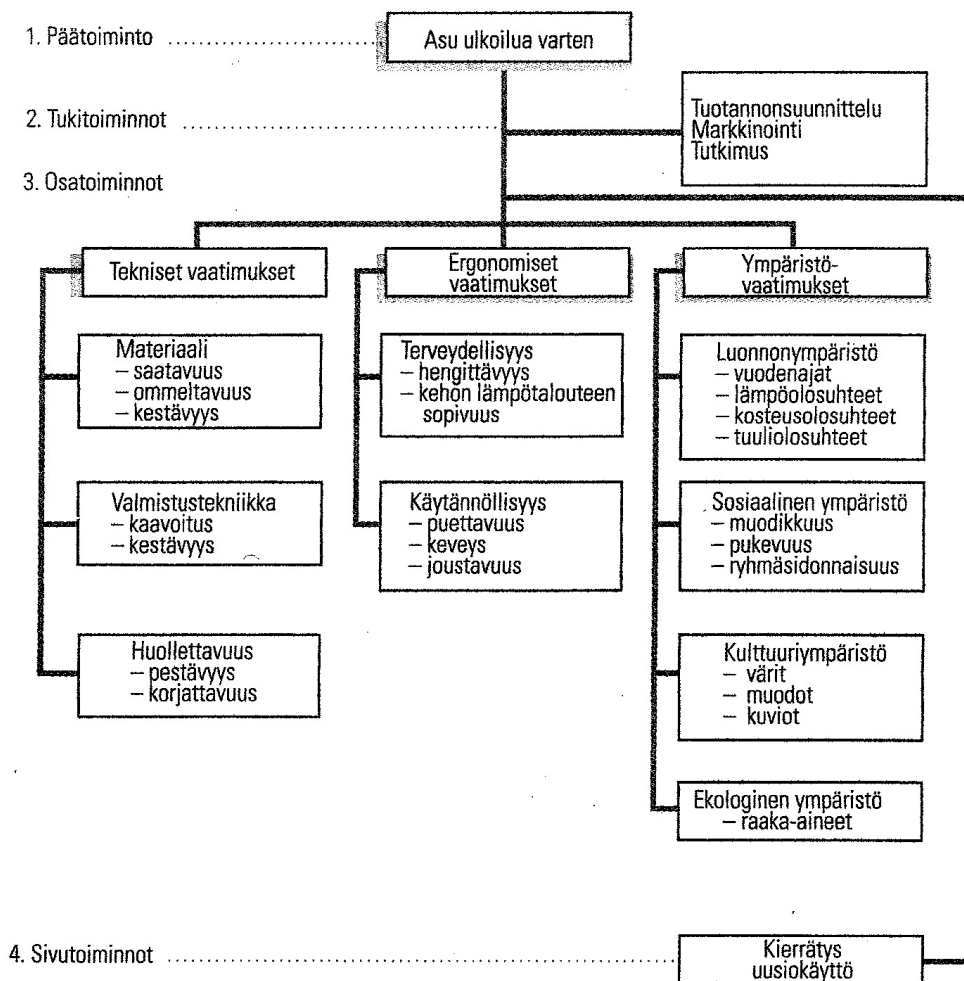 1. Päätoiminto
Asu ulkoilua varten
2. Tukitoiminnot
Tuotannonsuunnittelu
Markkinointi
Tutkimus
3. Osatoiminnot
Tekniset vaatimukset
Materiaali
– saatavuus
– ommeltavuus
– kestävyys
Valmistustekniikka
– kaavoitus
– kestävyys
Huollettavuus
– pestävyys
– korjattavuus
Ergonomiset
vaatimukset
Terveydellisyys
– hengittävyys
– kehon lämpötalouteen
sopivuus
Käytännöllisyys
– puettavuus
– keveys
– joustavuus
Ympäristö-
vaatimukset
Luonnonympäristö
– vuodenajat
– lämpöolosuhteet
– kosteusolosuhteet
– tuuliolosuhteet
Sosiaalinen ympäristö
– muodikkuus
– pukevuus
– ryhmäsidonnaisuus
Kulttuuriympäristö
– värit
– muodot
– kuviot
Ekologinen ympäristö
– raaka-aineet
4. Sivutoiminnot
Kierrätys
uusiokäyttö